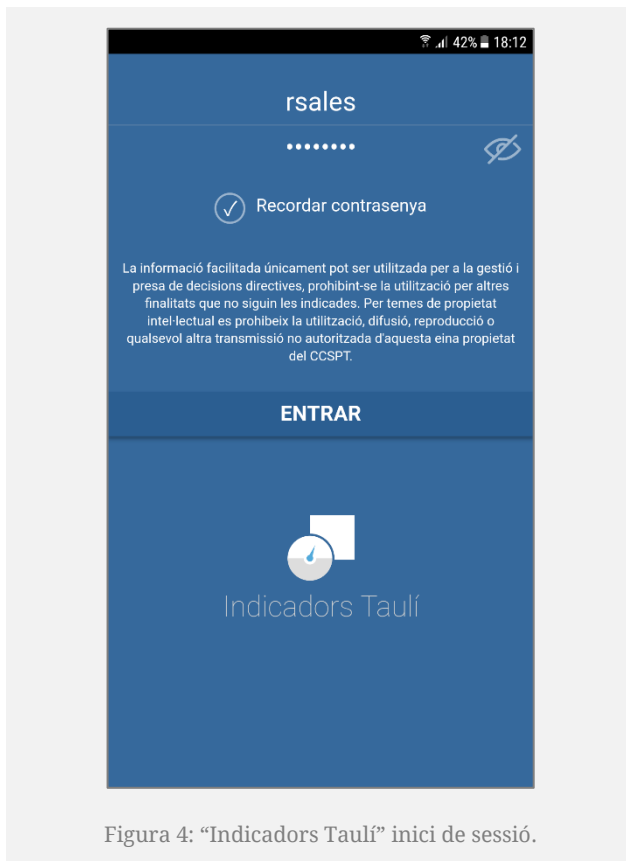 42% 18:12
rsales
••••••••
Recordar contrasenya
La informació facilitada únicament pot ser utilitzada per a la gestió i
presa de decisions directives, prohibint-se la utilització per altres
finalitats que no siguin les indicades. Per temes de propietat
intel·lectual es prohibeix la utilització, difusió, reproducció o
qualsevol altra transmissió no autoritzada d'aquesta eina propietat
del CCSPT.
ENTRAR
Indicadors Taulí
Figura 4: “Indicadors Taulí” inici de sessió.